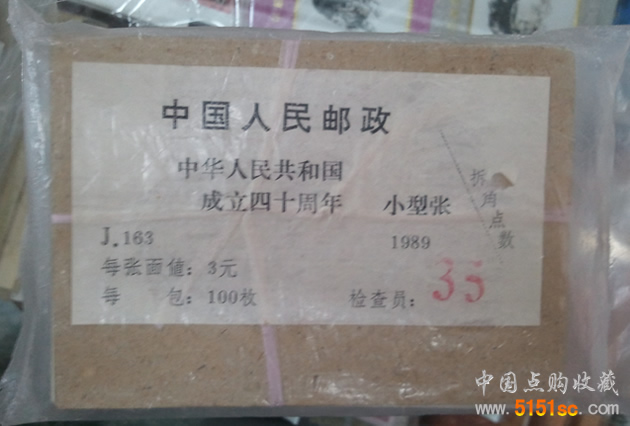 中国人民邮政
中华人民共和国
成立四十周年 小型张
J.163 1989
每张面值：3元
每 包：100枚 检查员：35
拆角点数
中国点购收藏
www.5151sc.com